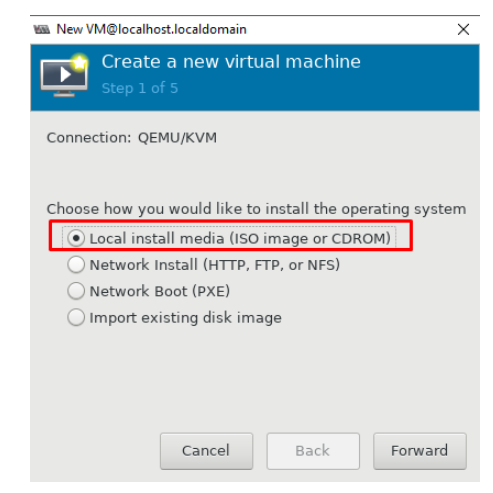 New VM@localhost.localdomain
Create a new virtual machine
Step 1 of 5
Connection: QEMU/KVM
Choose how you would like to install the operating system
Local install media (ISO image or CDROM)
Network Install (HTTP, FTP, or NFS)
Network Boot (PXE)
Import existing disk image
Cancel Back Forward